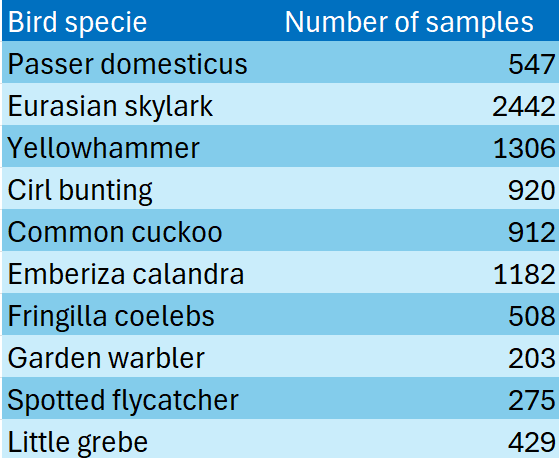 Bird specie Number of samples
Passer domesticus 547
Eurasian skylark 2442
Yellowhammer 1306
Cirl bunting 920
Common cuckoo 912
Emberiza calandra 1182
Fringilla coelebs 508
Garden warbler 203
Spotted flycatcher 275
Little grebe 429